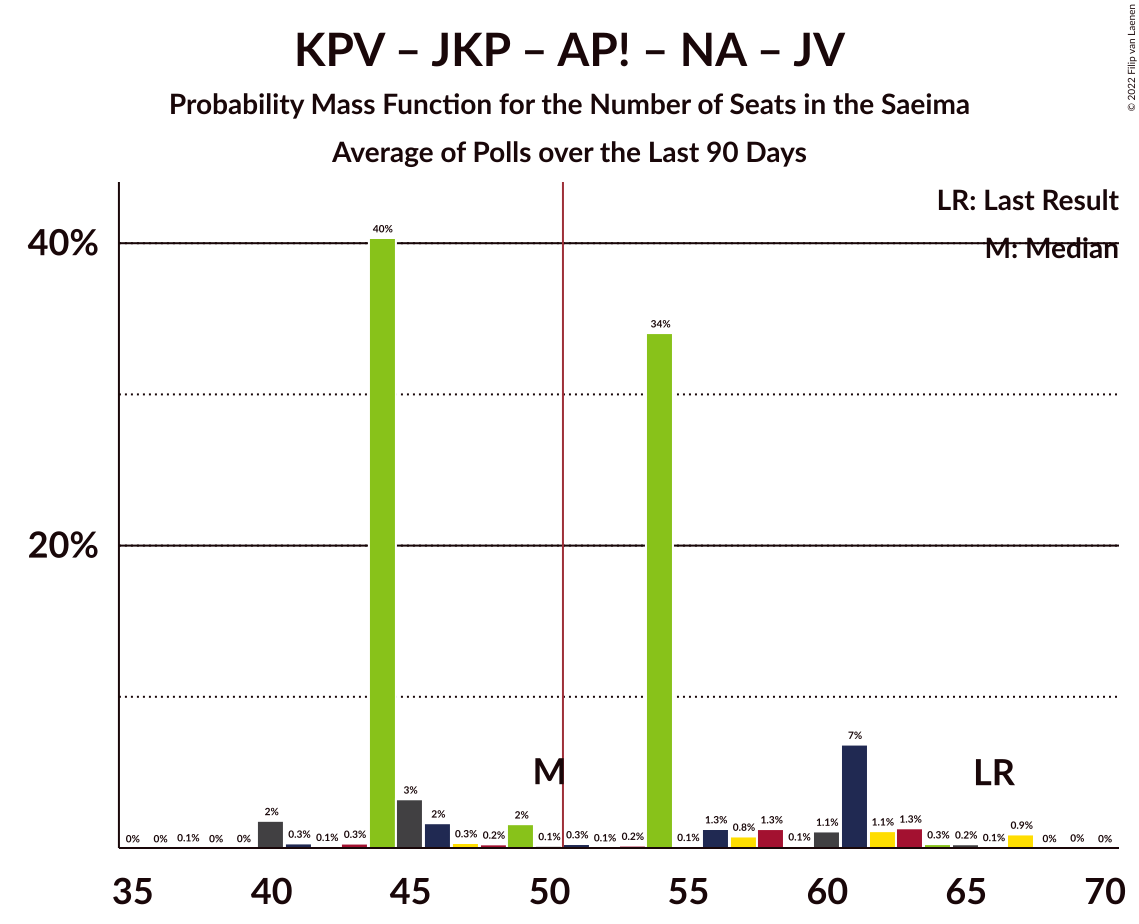 KPV – JKP – AP! – NA – JV
Probability Mass Function for the Number of Seats in the Saeima
Average of Polls over the Last 90 Days
© 2022 Filip van Laenen
LR: Last Result
M: Median
40%
20%
0% 0% 0.1% 0% 0% 2% 0.3% 0.1% 0.3% 40% 3% 2% 0.3% 0.2% 2% 0.1% 0.3% 0.1% 0.2% 34% 0.1% 1.3% 0.8% 1.3% 0.1% 1.1% 7% 1.1% 1.3% 0.3% 0.2% 0.1% 0.9% 0% 0% 0%
M LR
35 40 45 50 55 60 65 70